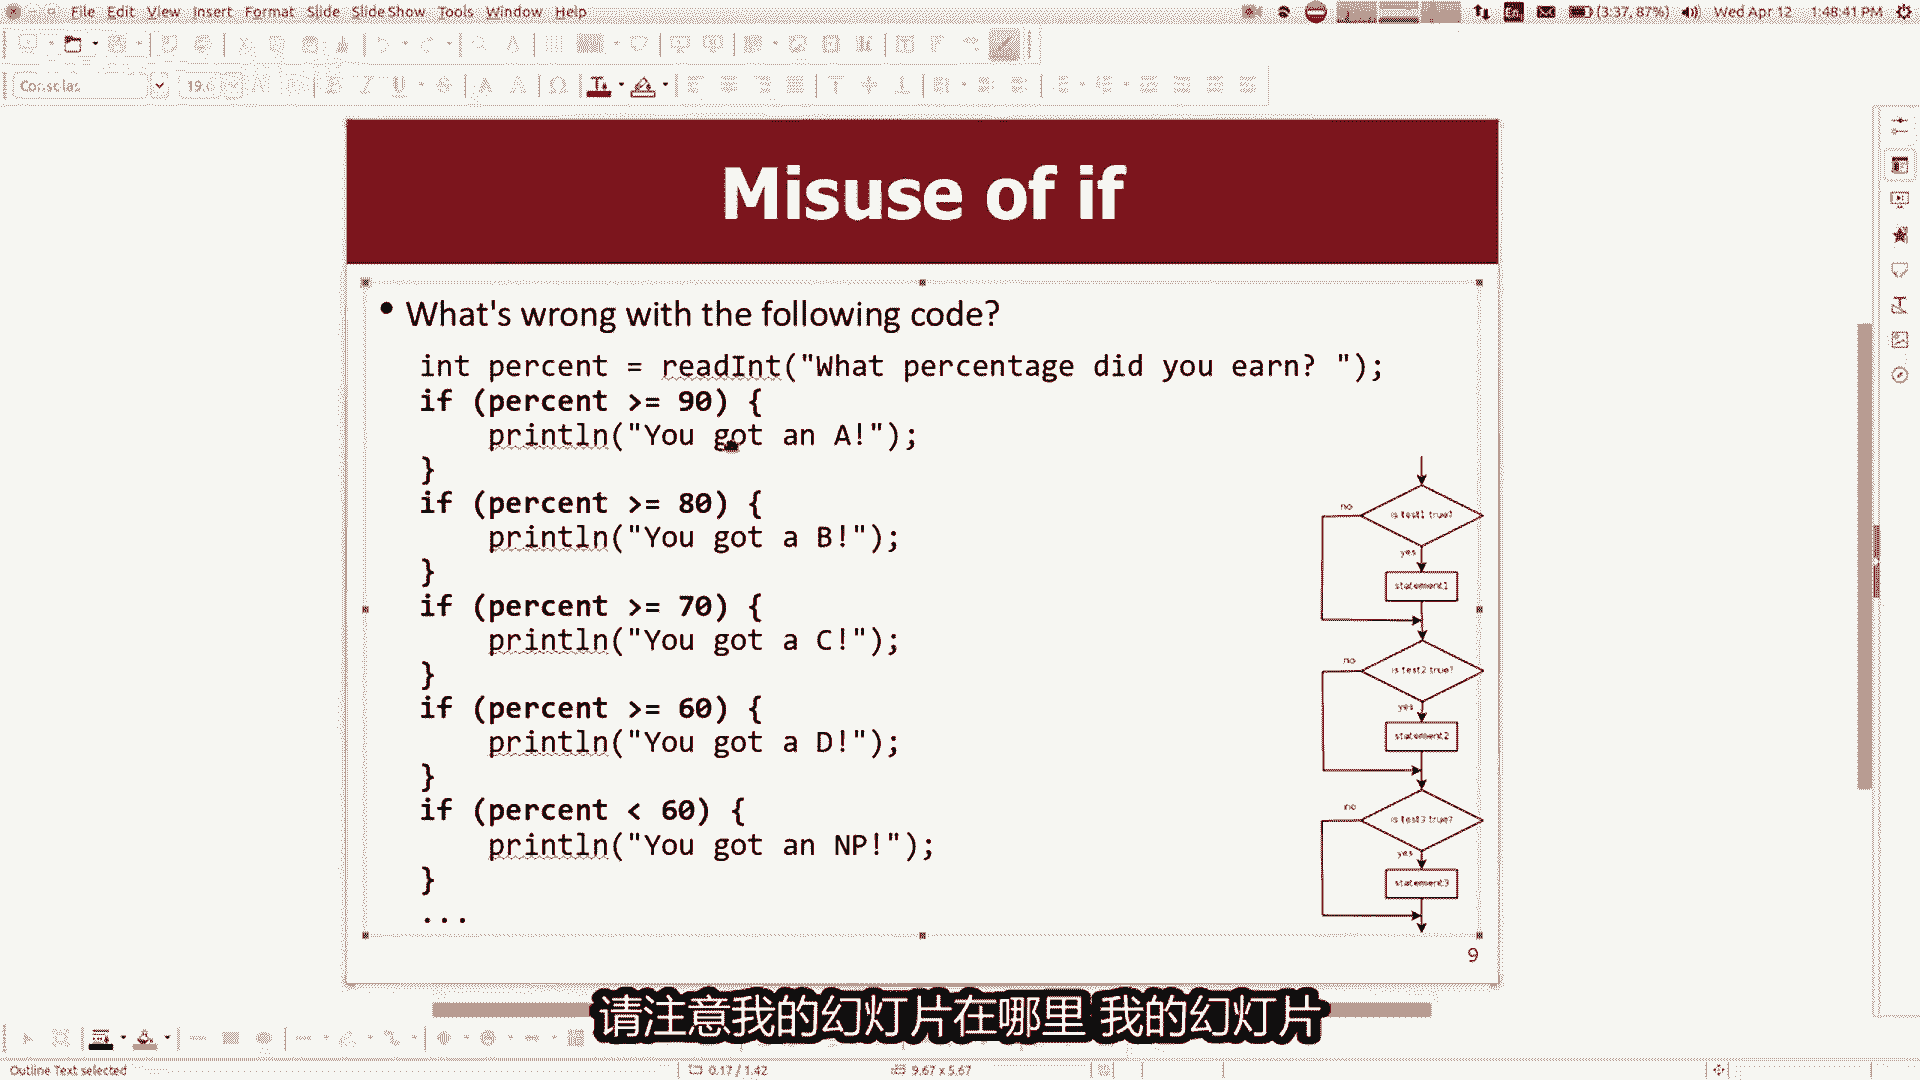 File Edit View Insert Format Slide Slide Show Tools Window Help
En (3:37, 87%) Wed Apr 12 1:48:41 PM
Consolas 19.6
Misuse of if
• What's wrong with the following code?
int percent = readInt("What percentage did you earn? ");
if (percent >= 90) {
println("You got an A!");
}
if (percent >= 80) {
println("You got a B!");
}
if (percent >= 70) {
println("You got a C!");
}
if (percent >= 60) {
println("You got a D!");
}
if (percent < 60) {
println("You got an NP!");
}
...
is test1 true?
no
yes
statement1
is test2 true?
no
yes
statement2
is test3 true?
no
yes
statement3
9
请注意我的幻灯片在哪里 我的幻灯片
Outline Text selected
0.17 / 1.42
9.67 x 5.67